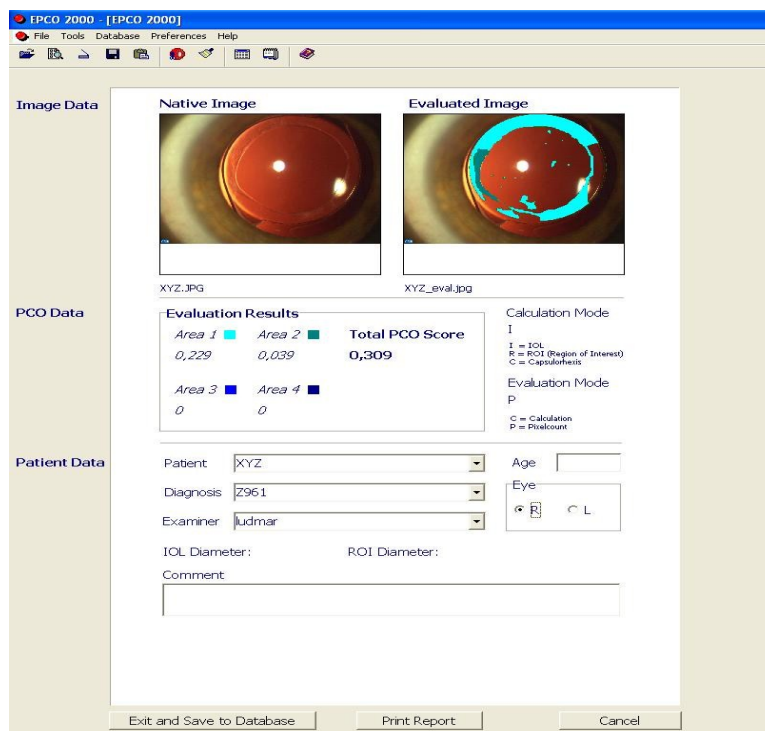 EPCO 2000 - [EPCO 2000]
File Tools Database Preferences Help
Image Data
Native Image
Evaluated Image
XYZ.JPG
XYZ_eval.jpg
PCO Data
Evaluation Results
Area 1
Area 2
Total PCO Score
0,229
0,039
0,309
Area 3
Area 4
0
0
Calculation Mode
I
I = IOL
R = ROI (Region of Interest)
C = Capsulorhexis
Evaluation Mode
P
C = Calculation
P = Pixelcount
Patient Data
Patient XYZ
Age
Diagnosis Z961
Eye
R L
Examiner ludmar
IOL Diameter:
ROI Diameter:
Comment
Exit and Save to Database
Print Report
Cancel